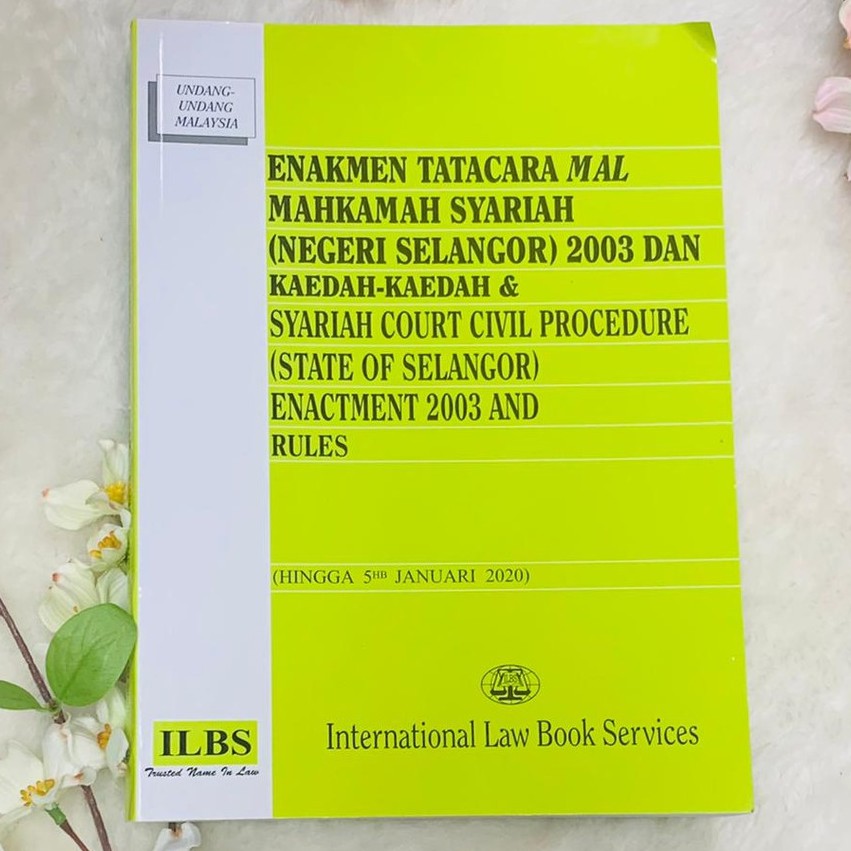 UNDANG-
UNDANG
MALAYSIA
ENAKMEN TATACARA MAL
MAHKAMAH SYARIAH
(NEGERI SELANGOR) 2003 DAN
KAEDAH-KAEDAH &
SYARIAH COURT CIVIL PROCEDURE
(STATE OF SELANGOR)
ENACTMENT 2003 AND
RULES
(HINGGA 5HB JANUARI 2020)
ILBS
International Law Book Services
ILBS
Trusted Name In Law